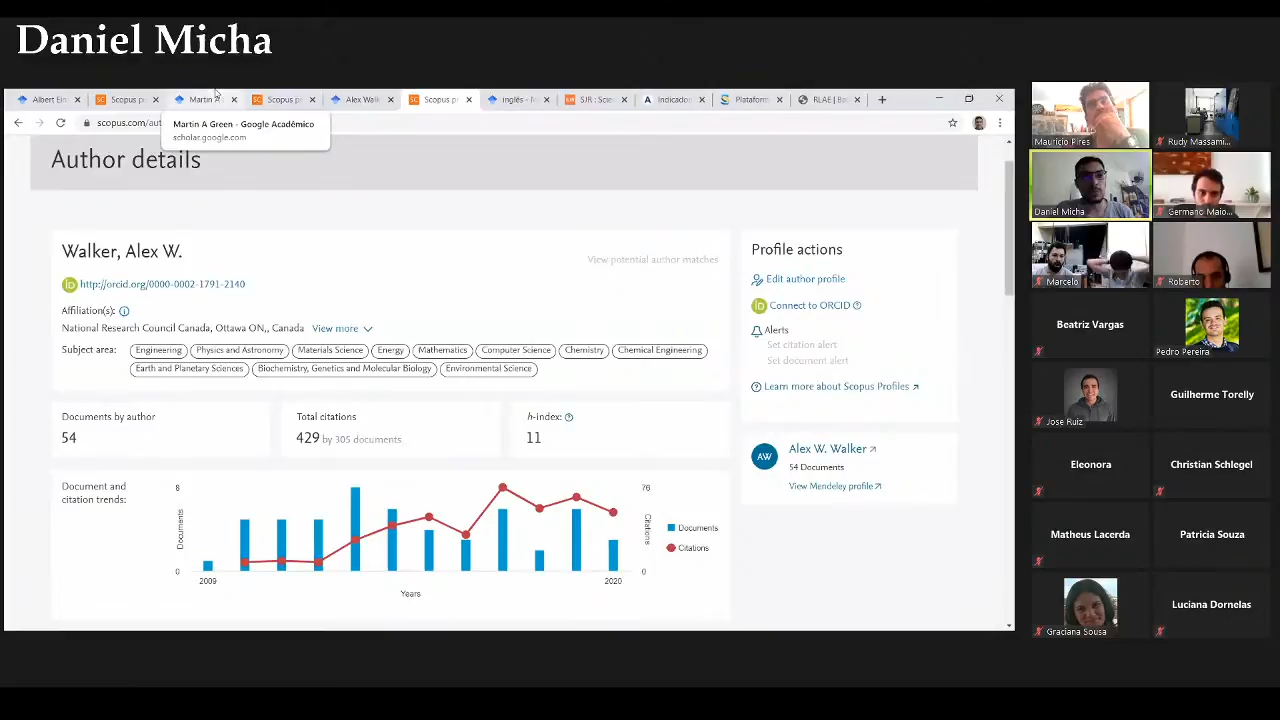 Daniel Micha
Albert Ein
Scopus p
Martin A
Scopus p
Alex Walk
Scopus p
inglês - M
SJR : Scie
Indicador
Plataform
RLAE | Ba
scopus.com/aut
Martin A Green - Google Acadêmico
scholar.google.com
Author details
Walker, Alex W.
View potential author matches
http://orcid.org/0000-0002-1791-2140
Affiliation(s):
National Research Council Canada, Ottawa ON,, Canada View more
Subject area: Engineering Physics and Astronomy Materials Science Energy Mathematics Computer Science Chemistry Chemical Engineering
Earth and Planetary Sciences Biochemistry, Genetics and Molecular Biology Environmental Science
Documents by author
54
Total citations
429 by 305 documents
h-index:
11
Document and
citation trends:
8
0
Documents
76
0
Citations
2009
2020
Years
Documents
Citations
Profile actions
Edit author profile
Connect to ORCID
Alerts
Set citation alert
Set document alert
Learn more about Scopus Profiles
AW
Alex W. Walker
54 Documents
View Mendeley profile
Mauricio Pires
Rudy Massami...
Daniel Micha
Germano Maio...
Marcelo
Roberto
Beatriz Vargas
Pedro Pereira
Jose Ruiz
Guilherme Torelly
Eleonora
Christian Schlegel
Matheus Lacerda
Patricia Souza
Graciana Sousa
Luciana Dornelas